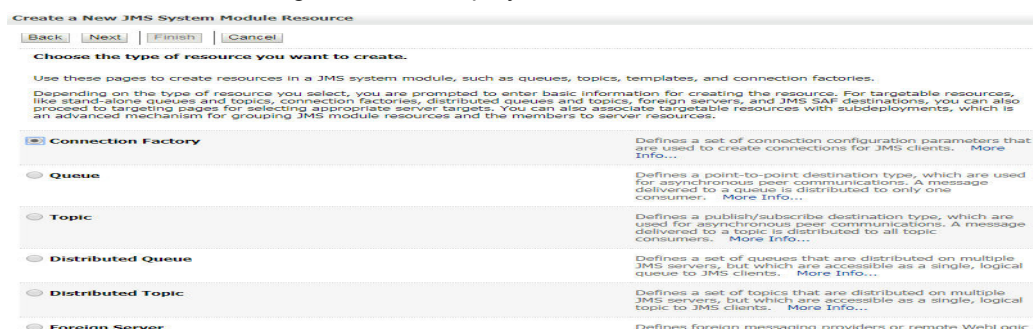 Create a New JMS System Module Resource
Back Next Finish Cancel
Choose the type of resource you want to create.
Use these pages to create resources in a JMS system module, such as queues, topics, templates, and connection factories.
Depending on the type of resource you select, you are prompted to enter basic information for creating the resource. For targetable resources,
like stand-alone queues and topics, connection factories, distributed queues and topics, foreign servers, and JMS SAF destinations, you can also
proceed to targeting pages for selecting appropriate server targets. You can also associate targetable resources with subdeployments, which is
an advanced mechanism for grouping JMS module resources and the members to server resources.
Connection Factory
Defines a set of connection configuration parameters that
are used to create connections for JMS clients. More
Info...
Queue
Defines a point-to-point destination type, which are used
for asynchronous peer communications. A message
delivered to a queue is distributed to only one
consumer. More Info...
Topic
Defines a publish/subscribe destination type, which are
used for asynchronous peer communications. A message
delivered to a topic is distributed to all topic
consumers. More Info...
Distributed Queue
Defines a set of queues that are distributed on multiple
JMS servers, but which are accessible as a single, logical
queue to JMS clients. More Info...
Distributed Topic
Defines a set of topics that are distributed on multiple
JMS servers, but which are accessible as a single, logical
topic to JMS clients. More Info...
Foreign Server
Defines foreign messaging providers or remote WebLogic